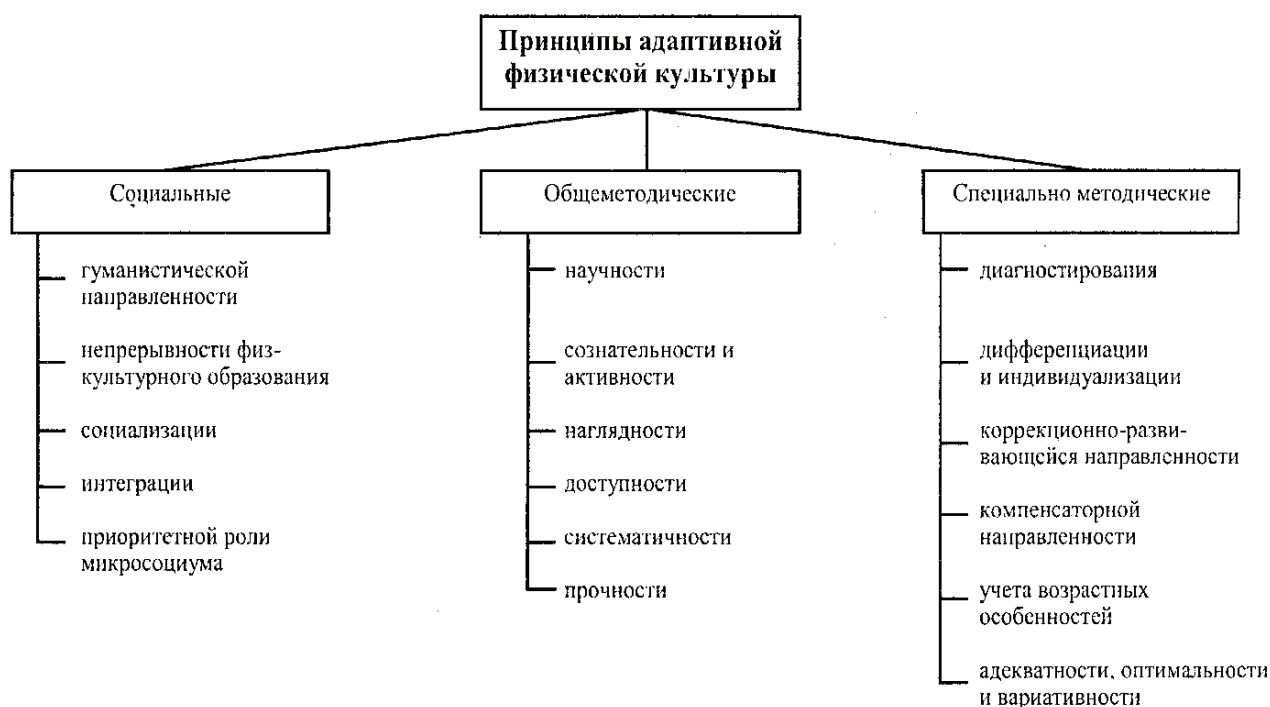 Принципы адаптивной
физической культуры
Социальные
гуманистической
направленности
непрерывности физ-
культурного образования
социализации
интеграции
приоритетной роли
микросоциума
Общеметодические
научности
сознательности и
активности
наглядности
доступности
систематичности
прочности
Специально методические
диагностирования
дифференциации
и индивидуализации
коррекционно-разви-
вающейся направленности
компенсаторной
направленности
учета возрастных
особенностей
адекватности, оптимальности
и вариативности